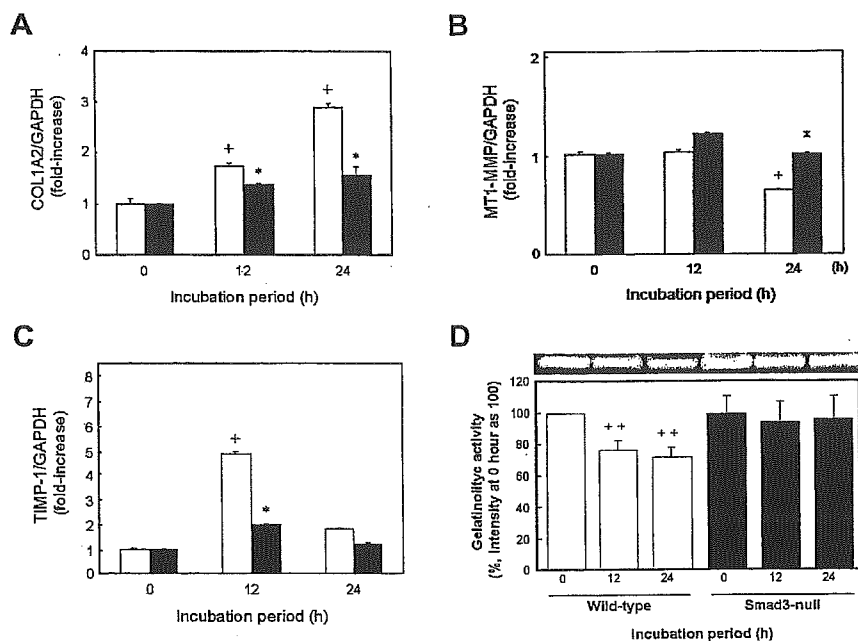 A
COL1A2/GAPDH
(fold-increase)
4
3
2
1
0
+
*
+
*
0
12
24
Incubation period (h)
B
MT1-MMP/GAPDH
(fold-increase)
2
1
0
+
*
0
12
24
(h)
Incubation period (h)
C
TIMP-1/GAPDH
(fold-increase)
8
7
6
5
4
3
2
1
0
+
*
0
12
24
Incubation period (h)
D
Gelatinoliityc activity
(%, Intensity at 0 hour as 100)
120
100
80
60
40
20
0
++
++
0
12
24
0
12
24
Wild-type
Smad3-null
Incubation period (h)